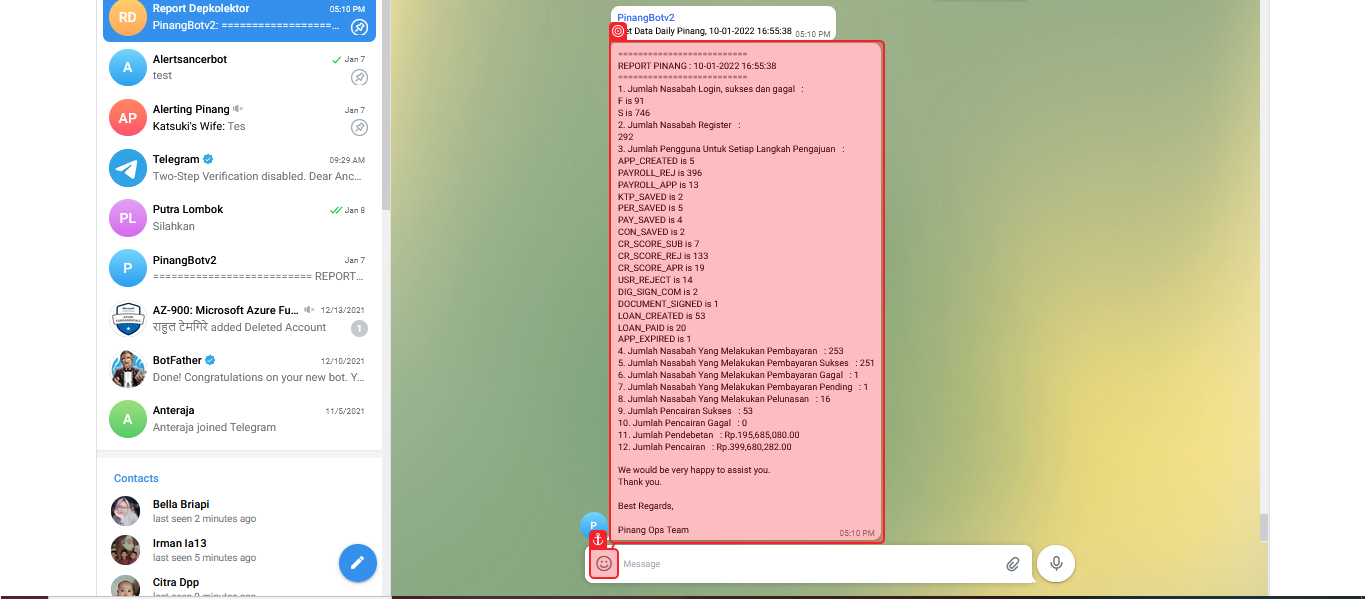 RD
Report Depkolektor
05:10 PM
PinangBotv2: ===================...
A
Alertsancerbot
Jan 7
test
AP
Alerting Pinang
Jan 7
Katsuki's Wife: Tes
Telegram
09:29 AM
Two-Step Verification disabled. Dear Anc...
PL
Putra Lombok
Jan 8
Silahkan
P
PinangBotv2
Jan 7
========================== REPORT...
AZ-900: Microsoft Azure Fu...
12/13/2021
राहुल टेमगिरे added Deleted Account
1
BotFather
12/10/2021
Done! Congratulations on your new bot. Y...
A
Anteraja
11/5/2021
Anteraja joined Telegram
Contacts
Bella Briapi
last seen 2 minutes ago
Irman Ia13
last seen 5 minutes ago
Citra Dpp
PinangBotv2
et Data Daily Pinang, 10-01-2022 16:55:38
05:10 PM
==========================
REPORT PINANG : 10-01-2022 16:55:38
==========================
1. Jumlah Nasabah Login, sukses dan gagal :
F is 91
S is 746
2. Jumlah Nasabah Register :
292
3. Jumlah Pengguna Untuk Setiap Langkah Pengajuan :
APP_CREATED is 5
PAYROLL_REJ is 396
PAYROLL_APP is 13
KTP_SAVED is 2
PER_SAVED is 5
PAY_SAVED is 4
CON_SAVED is 2
CR_SCORE_SUB is 7
CR_SCORE_REJ is 133
CR_SCORE_APR is 19
USR_REJECT is 14
DIG_SIGN_COM is 2
DOCUMENT_SIGNED is 1
LOAN_CREATED is 53
LOAN_PAID is 20
APP_EXPIRED is 1
4. Jumlah Nasabah Yang Melakukan Pembayaran : 253
5. Jumlah Nasabah Yang Melakukan Pembayaran Sukses : 251
6. Jumlah Nasabah Yang Melakukan Pembayaran Gagal : 1
7. Jumlah Nasabah Yang Melakukan Pembayaran Pending : 1
8. Jumlah Nasabah Yang Melakukan Pelunasan : 16
9. Jumlah Pencairan Sukses : 53
10. Jumlah Pencairan Gagal : 0
11. Jumlah Pendebetan : Rp.195,685,080.00
12. Jumlah Pencairan : Rp.399,680,282.00
We would be very happy to assist you.
Thank you.
Best Regards,
Pinang Ops Team
05:10 PM
P
Message